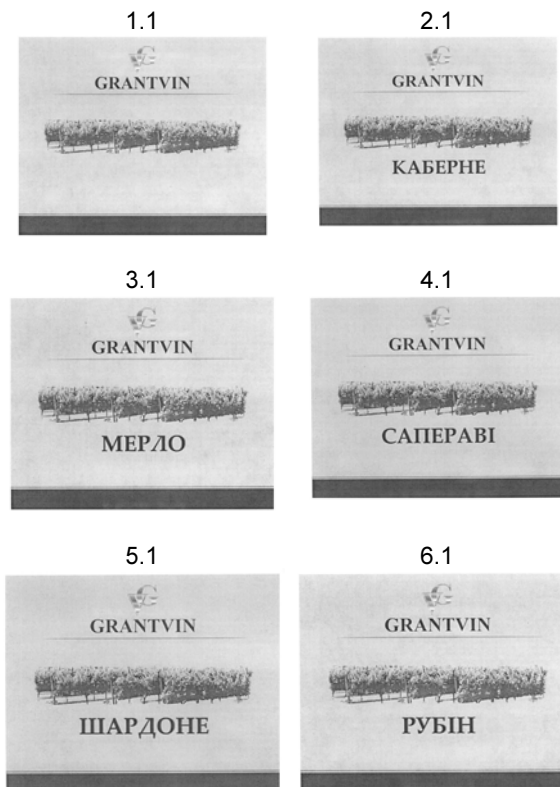 1.1
GRANTVIN
2.1
GRANTVIN
КАБЕРНЕ
3.1
GRANTVIN
МЕРЛО
4.1
GRANTVIN
САПЕРАВІ
5.1
GRANTVIN
ШАРДОНЕ
6.1
GRANTVIN
РУБІН